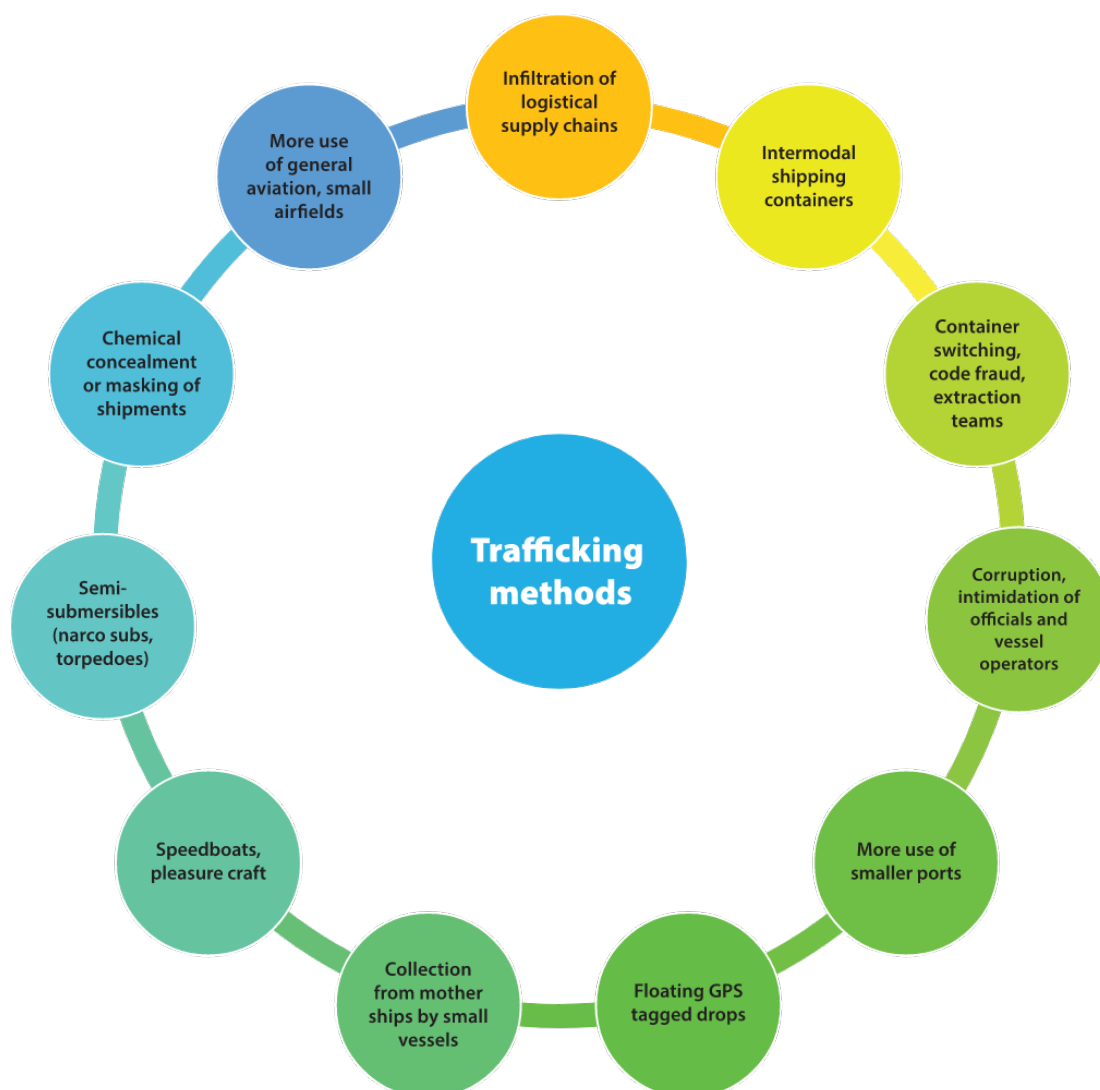 Infiltration of
logistical
supply chains
Intermodal
shipping
containers
Container
switching,
code fraud,
extraction
teams
Corruption,
intimidation of
officials and
vessel
operators
More use of
smaller ports
Floating GPS
tagged drops
Collection
from mother
ships by small
vessels
Speedboats,
pleasure craft
Semi-
submersibles
(narco subs,
torpedoes)
Chemical
concealment
or masking of
shipments
More use
of general
aviation, small
airfields
Trafficking
methods